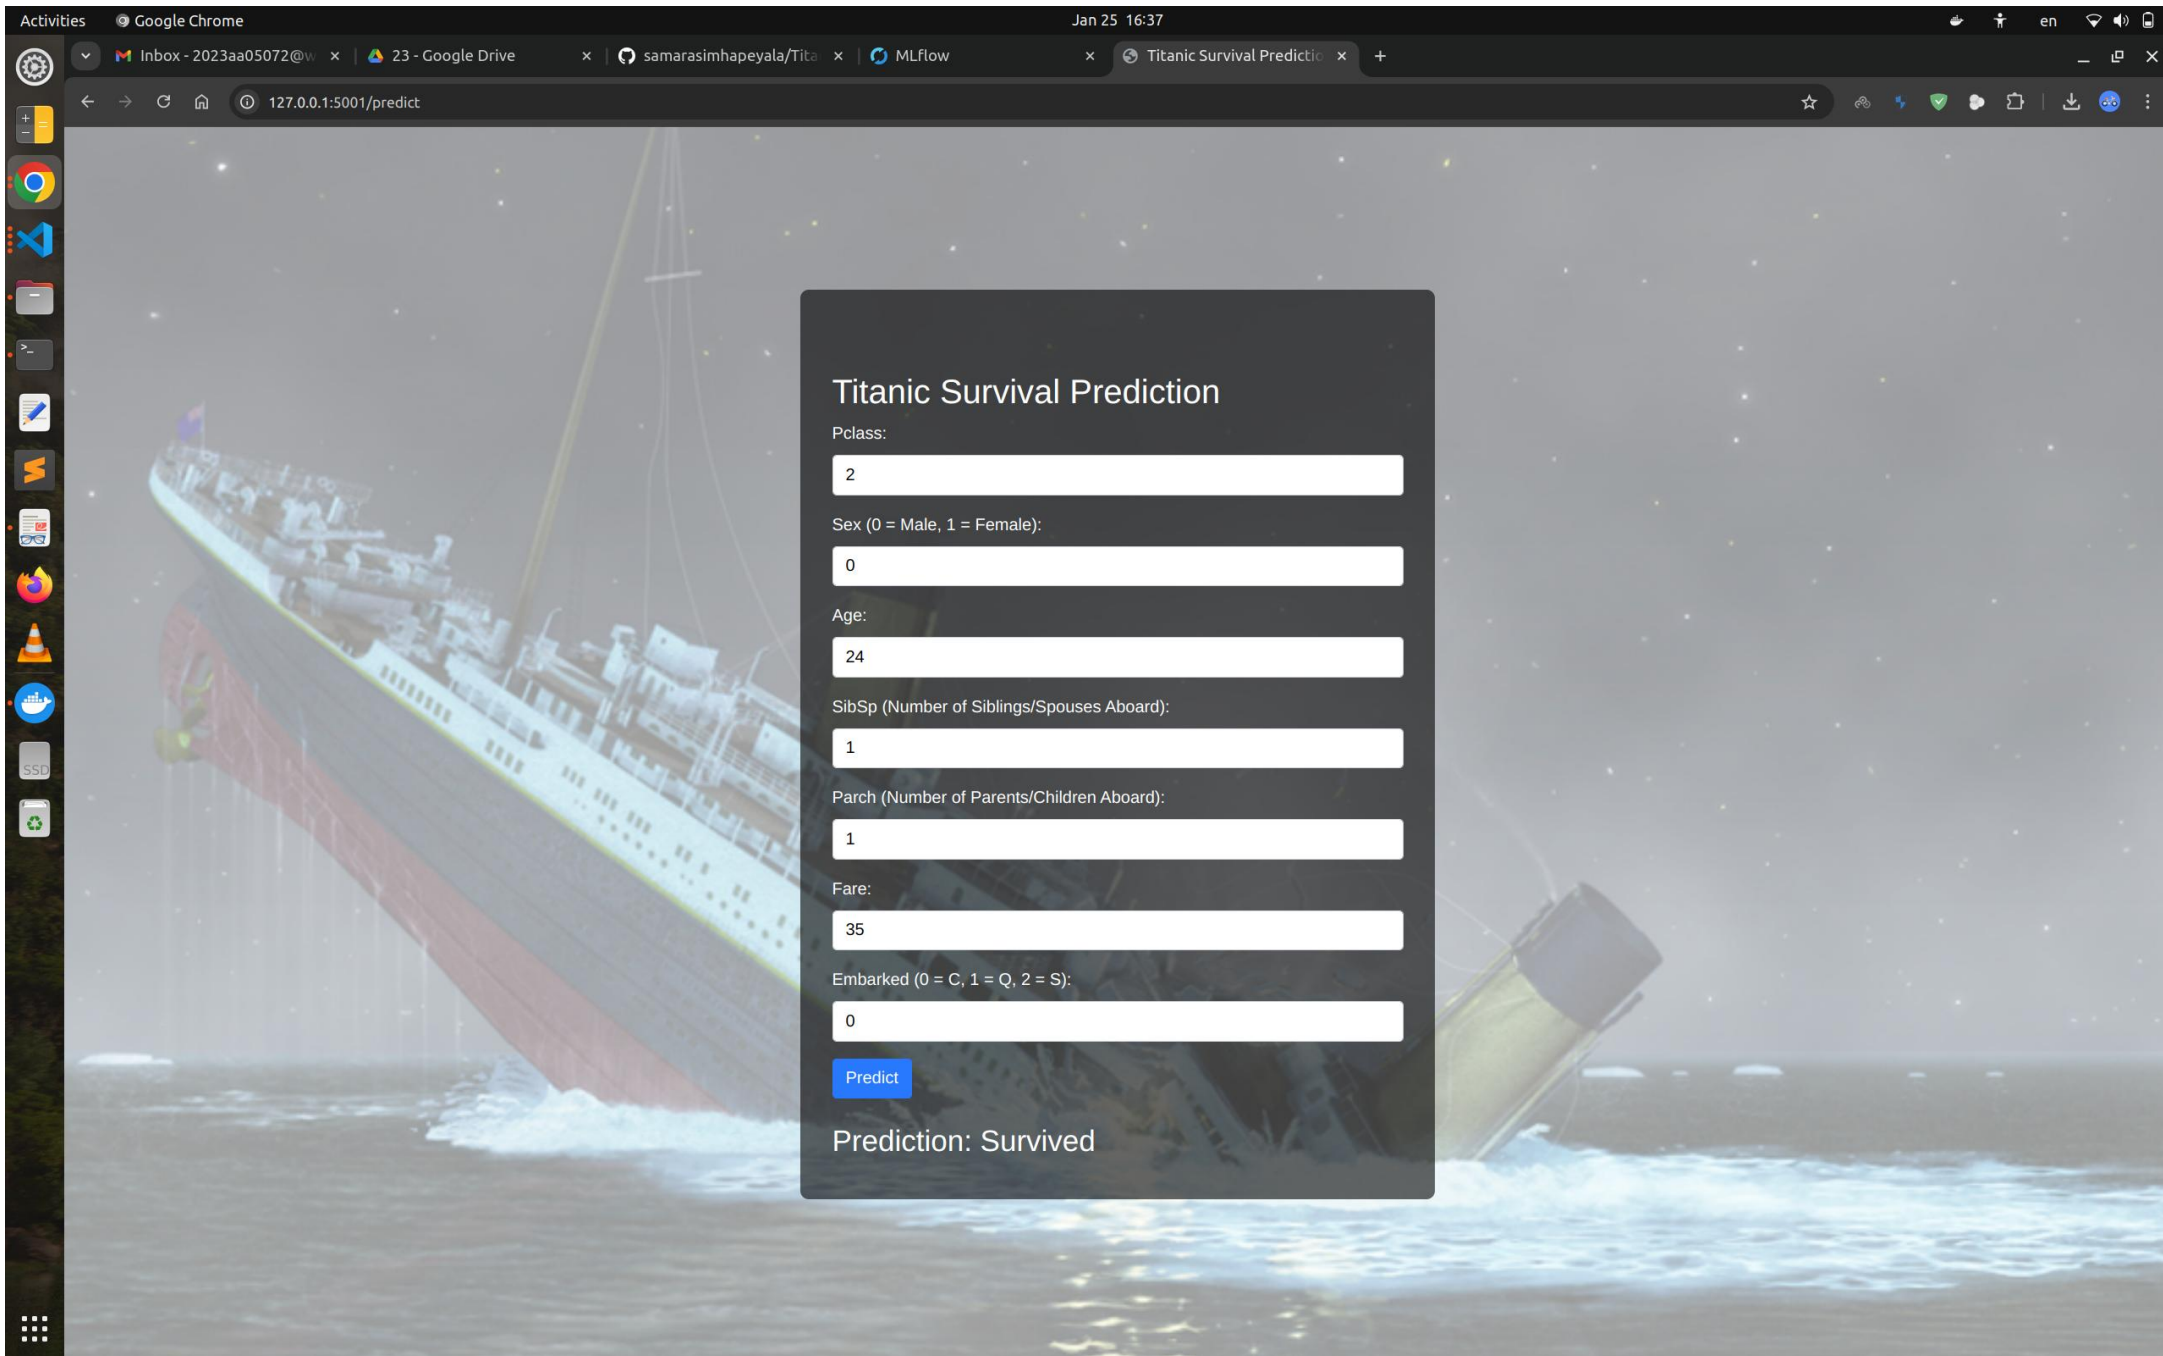 Activities Google Chrome Jan 25 16:37 en
Inbox - 2023aa05072@w 23 - Google Drive samarasimhapeyala/Tita MLflow Titanic Survival Predictio
127.0.0.1:5001/predict
Titanic Survival Prediction
Pclass:
2
Sex (0 = Male, 1 = Female):
0
Age:
24
SibSp (Number of Siblings/Spouses Aboard):
1
Parch (Number of Parents/Children Aboard):
1
Fare:
35
Embarked (0 = C, 1 = Q, 2 = S):
0
Predict
Prediction: Survived
SSD